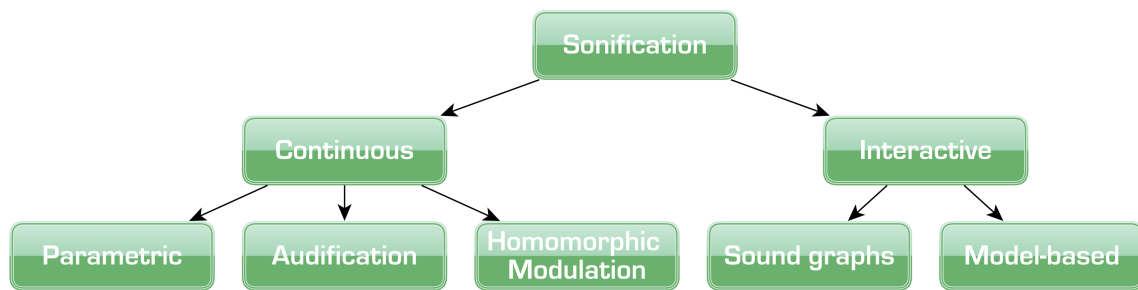 Sonification
Continuous
Interactive
Parametric
Audification
Homomorphic
Modulation
Sound graphs
Model-based